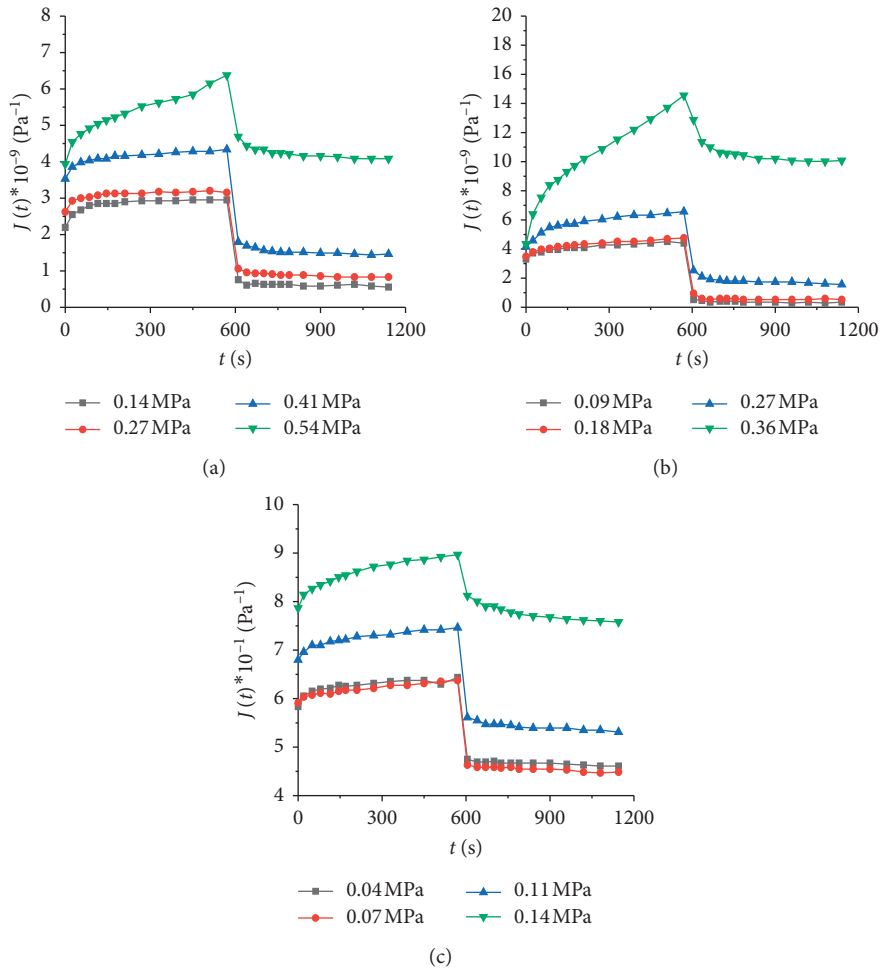 8
7
6
5
4
3
2
1
0
J (t)*10⁻⁹ (Pa⁻¹)
0 300 600 900 1200
t (s)
0.14 MPa 0.41 MPa
0.27 MPa 0.54 MPa
(a)
20
18
16
14
12
10
8
6
4
2
0
J (t)*10⁻⁹ (Pa⁻¹)
0 300 600 900 1200
t (s)
0.09 MPa 0.27 MPa
0.18 MPa 0.36 MPa
(b)
10
9
8
7
6
5
4
J (t)*10⁻¹ (Pa⁻¹)
0 300 600 900 1200
t (s)
0.04 MPa 0.11 MPa
0.07 MPa 0.14 MPa
(c)